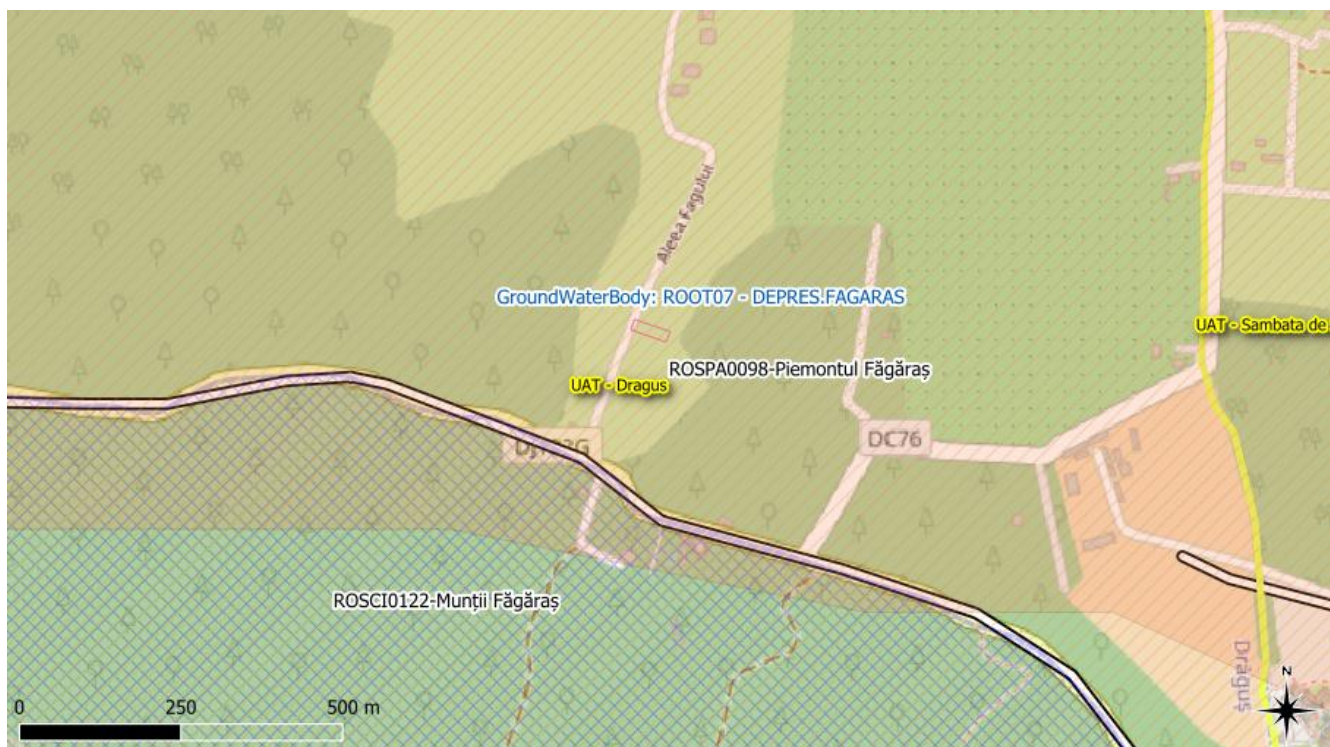 Aleea Fagului
GroundWaterBody: ROOT07 - DEPRES.FAGARAS
UAT - Sambata de
ROSPA0098-Piemontul Făgăraș
UAT - Dragus
DC76
ROSCI0122-Munții Făgăraș
Drăguș
0 250 500 m
z